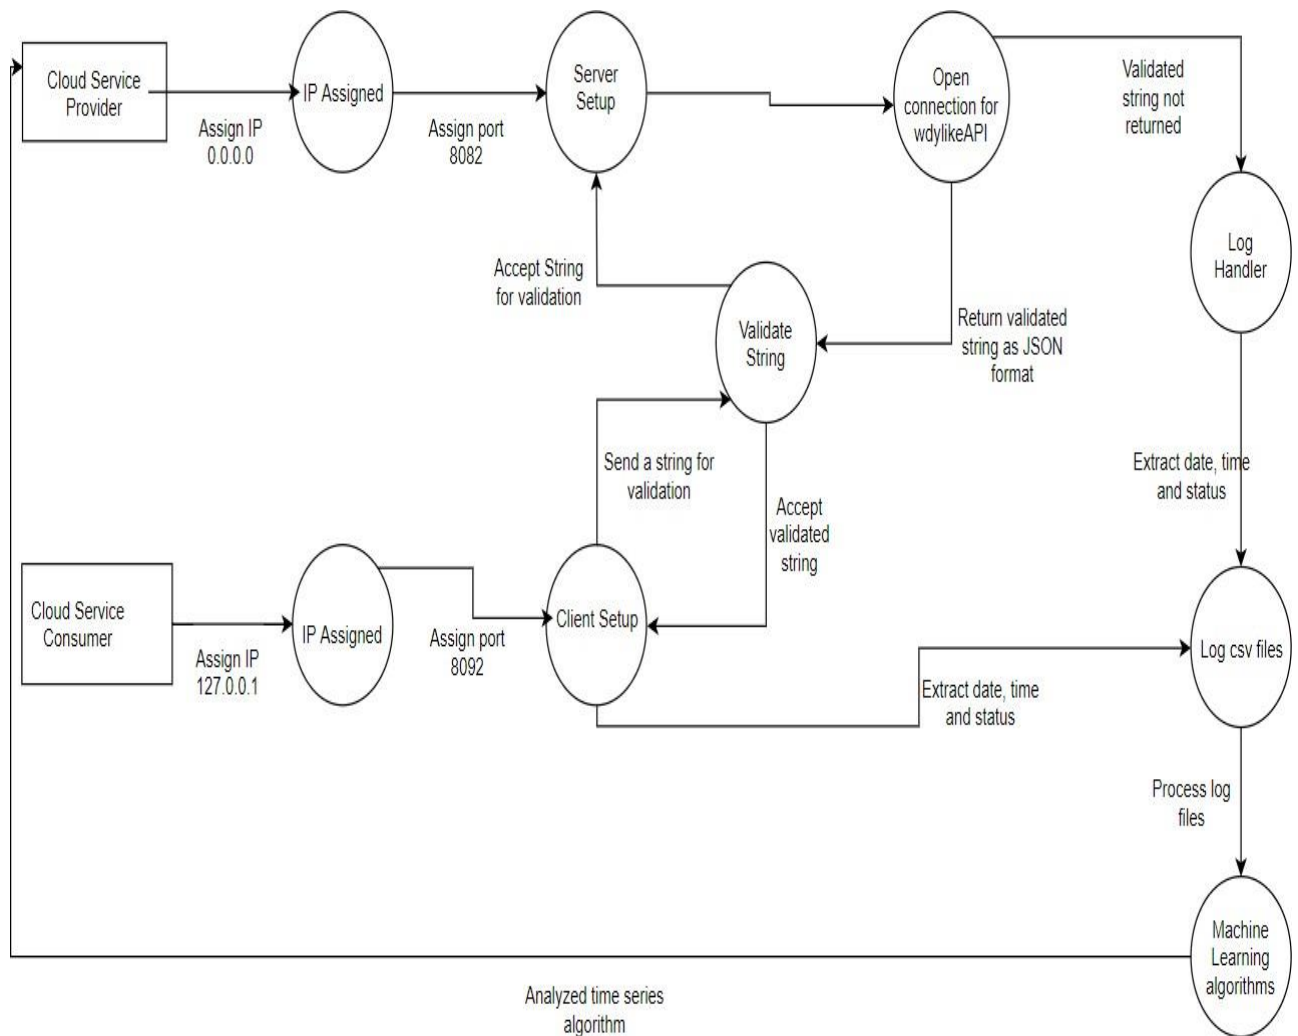 Cloud Service
Provider
Assign IP
0.0.0.0
IP Assigned
Assign port
8082
Server
Setup
Open
connection for
wdylikeAPI
Validated
string not
returned
Log
Handler
Accept String
for validation
Validate
String
Return validated
string as JSON
format
Send a string for
validation
Accept
validated
string
Extract date, time
and status
Cloud Service
Consumer
Assign IP
127.0.0.1
IP Assigned
Assign port
8092
Client Setup
Extract date, time
and status
Log csv files
Process log
files
Machine
Learning
algorithms
Analyzed time series
algorithm